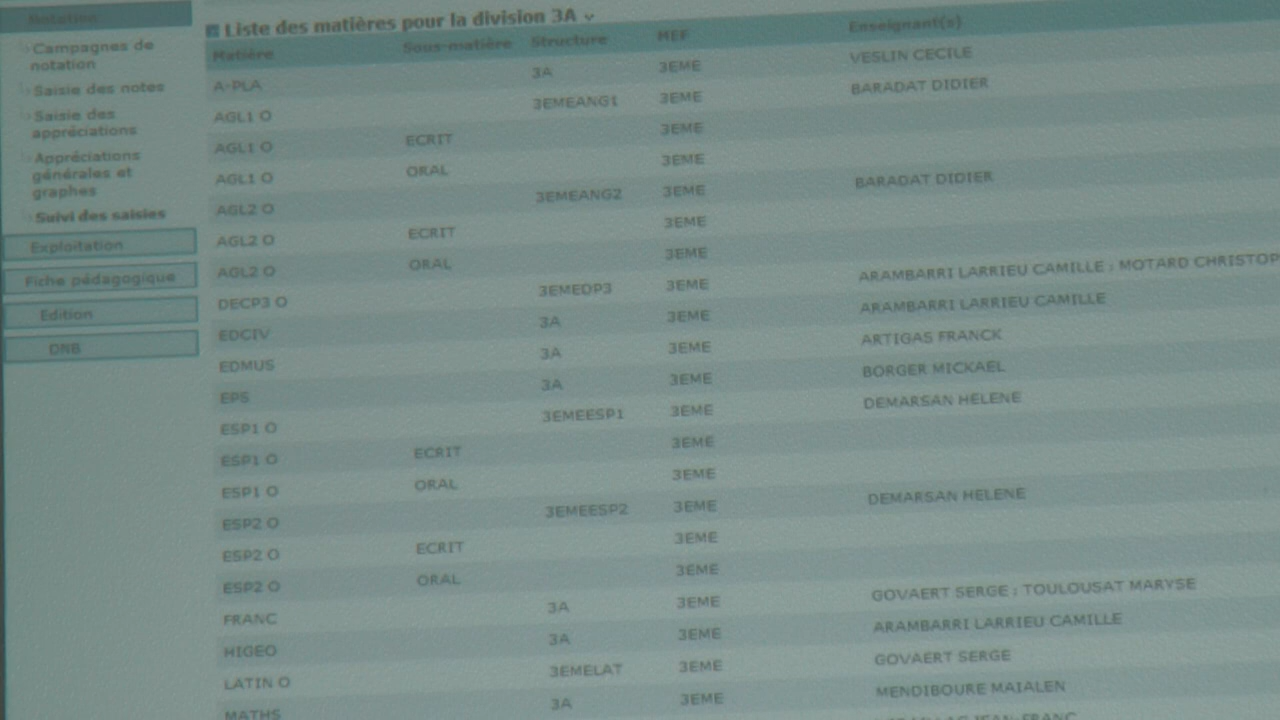 Notation
Campagnes de
notation
Saisie des notes
Saisie des
appréciations
Appréciations
générales et
graphes
Suivi des saisies
Exploitation
Fiche pédagogique
Edition
DNB
Liste des matières pour la division 3A
Matière Sous-matière Structure MEF Enseignant(s)
A-PLA 3A 3EME VESLIN CECILE
AGL1 O 3EMEANG1 3EME BARADAT DIDIER
AGL1 O ECRIT 3EME
AGL1 O ORAL 3EME
AGL2 O 3EMEANG2 3EME BARADAT DIDIER
AGL2 O ECRIT 3EME
AGL2 O ORAL 3EME
DECP3 O 3EMEDP3 3EME ARAMBARRI LARRIEU CAMILLE ; MOTARD CHRISTOP
EDCIV 3A 3EME ARAMBARRI LARRIEU CAMILLE
EDMUS 3A 3EME ARTIGAS FRANCK
EPS 3A 3EME BORGER MICKAEL
ESP1 O 3EMEESP1 3EME DEMARSAN HELENE
ESP1 O ECRIT 3EME
ESP1 O ORAL 3EME
ESP2 O 3EMEESP2 3EME DEMARSAN HELENE
ESP2 O ECRIT 3EME
ESP2 O ORAL 3EME
FRANC 3A 3EME GOVAERT SERGE ; TOULOUSAT MARYSE
HIGEO 3A 3EME ARAMBARRI LARRIEU CAMILLE
LATIN O 3EMELAT 3EME GOVAERT SERGE
MATHS 3A 3EME MENDIBOURE MAIALEN
JEAN-FRANC